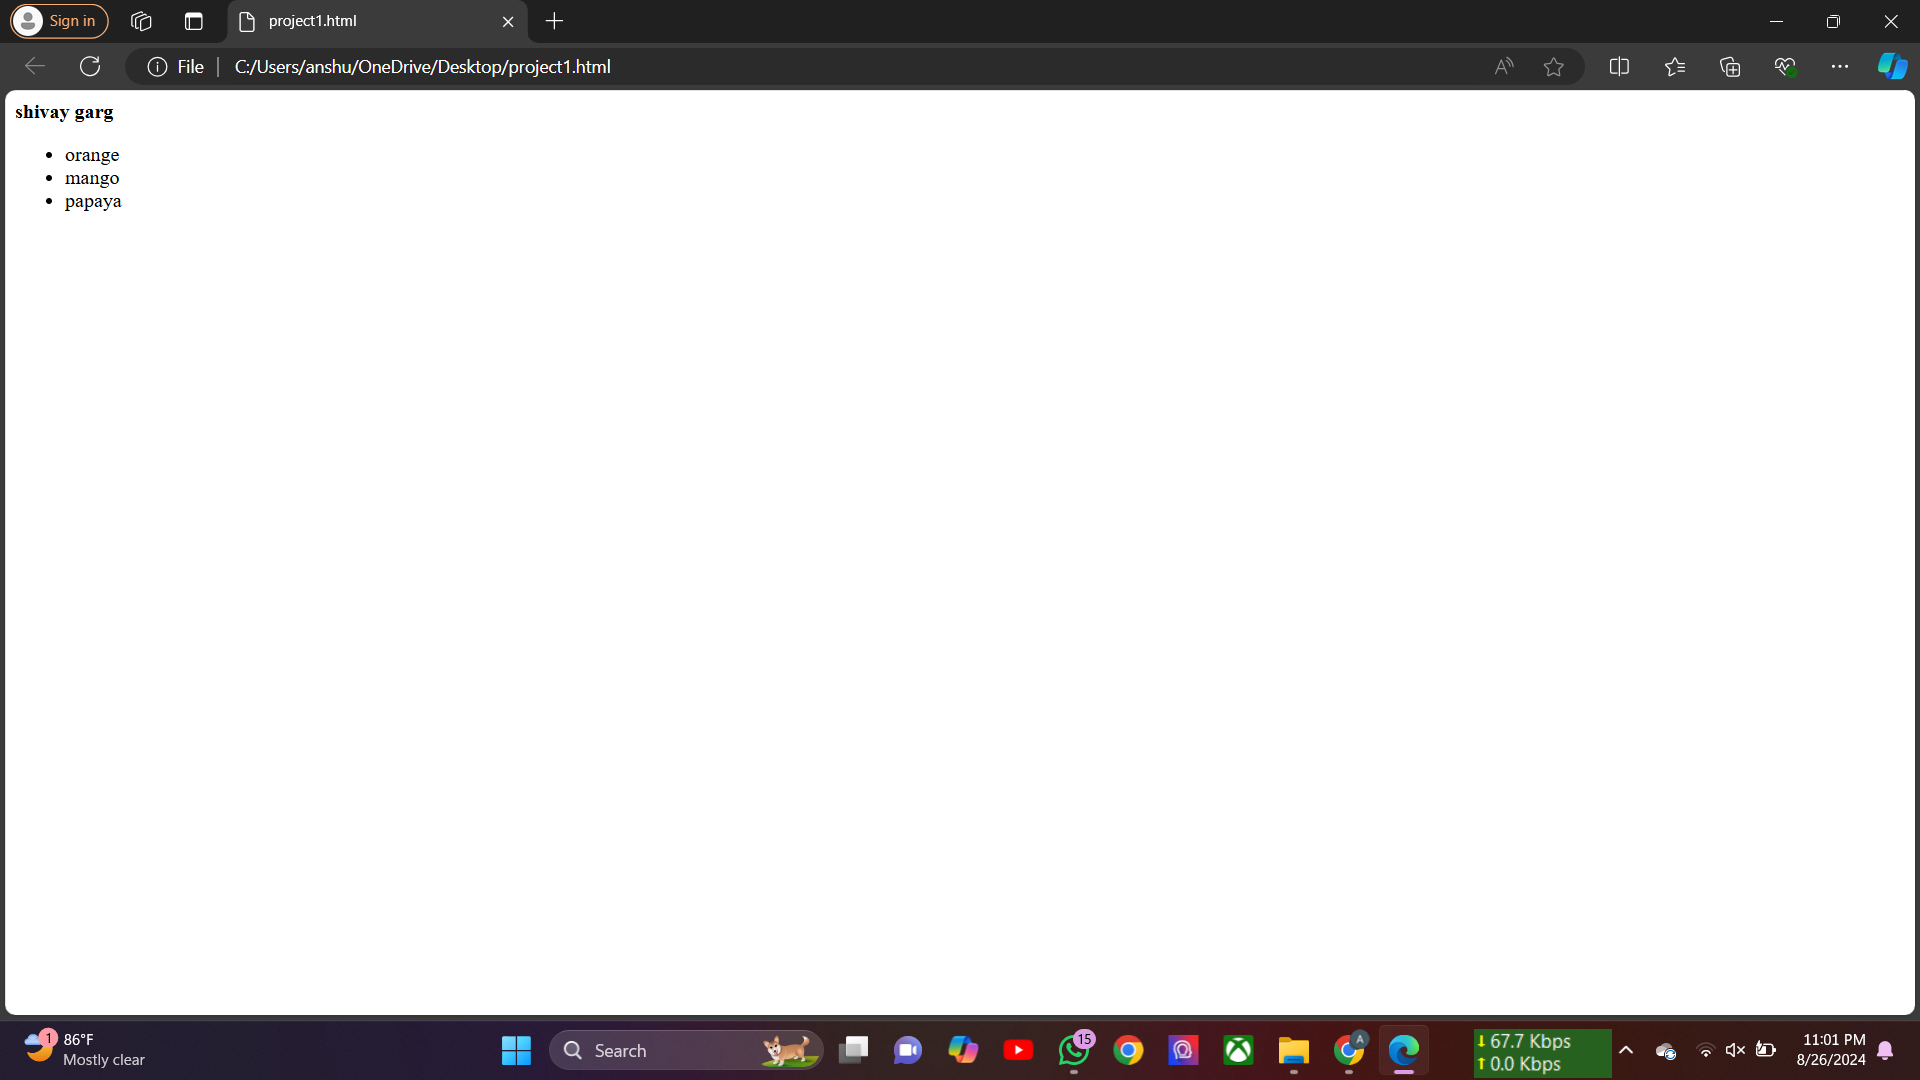 Sign in
project1.html
File
C:/Users/anshu/OneDrive/Desktop/project1.html
shivay garg
orange
mango
papaya
1
86°F
Mostly clear
Search
15
A
67.7 Kbps
0.0 Kbps
11:01 PM
8/26/2024